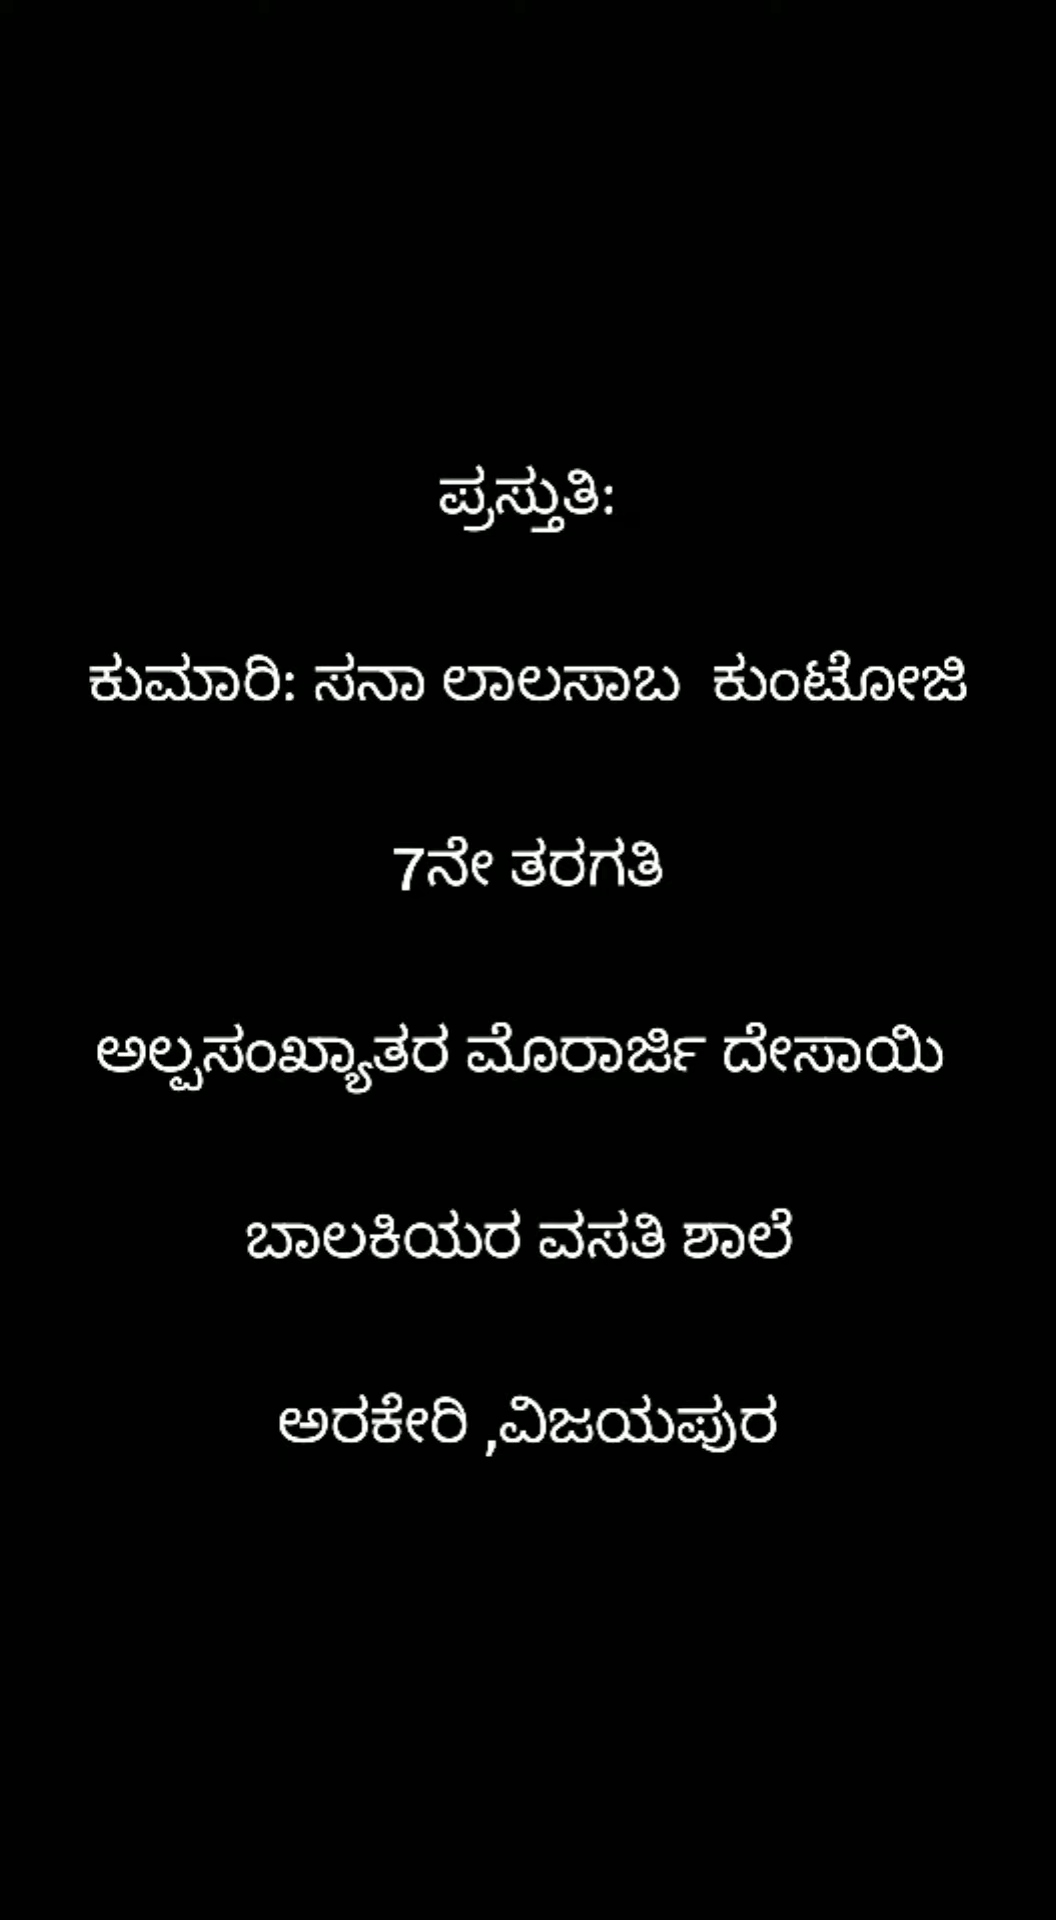 ಪ್ರಸ್ತುತಿ:
ಕುಮಾರಿ: ಸನಾ ಲಾಲಸಾಬ ಕುಂಟೋಜಿ
7ನೇ ತರಗತಿ
ಅಲ್ಪಸಂಖ್ಯಾತರ ಮೊರಾರ್ಜಿ ದೇಸಾಯಿ
ಬಾಲಕಿಯರ ವಸತಿ ಶಾಲೆ
ಅರಕೇರಿ ,ವಿಜಯಪುರ